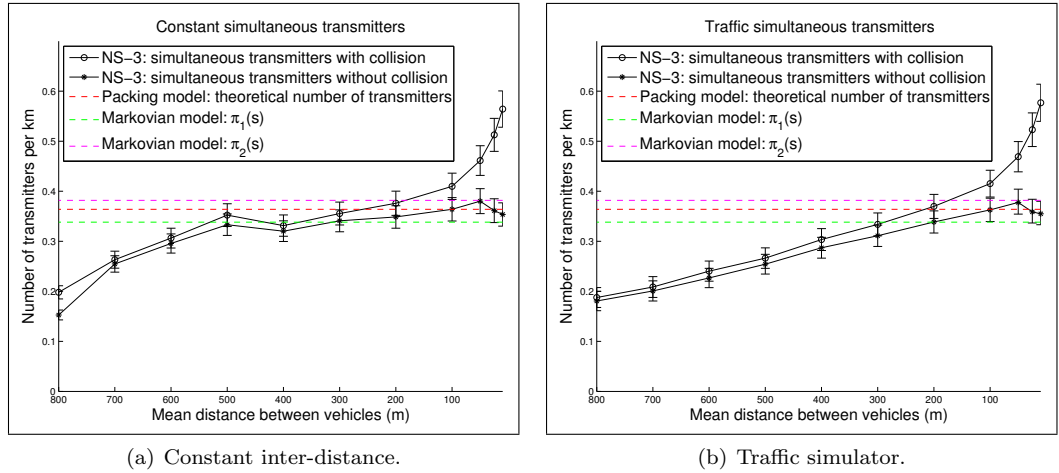 Constant simultaneous transmitters
NS−3: simultaneous transmitters with collision
NS−3: simultaneous transmitters without collision
Packing model: theoretical number of transmitters
Markovian model: π1(s)
Markovian model: π2(s)
Number of transmitters per km
0.6
0.5
0.4
0.3
0.2
0.1
0
800 700 600 500 400 300 200 100
Mean distance between vehicles (m)
(a) Constant inter-distance.
Traffic simultaneous transmitters
NS−3: simultaneous transmitters with collision
NS−3: simultaneous transmitters without collision
Packing model: theoretical number of transmitters
Markovian model: π1(s)
Markovian model: π2(s)
Number of transmitters per km
0.6
0.5
0.4
0.3
0.2
0.1
0
800 700 600 500 400 300 200 100
Mean distance between vehicles (m)
(b) Traffic simulator.